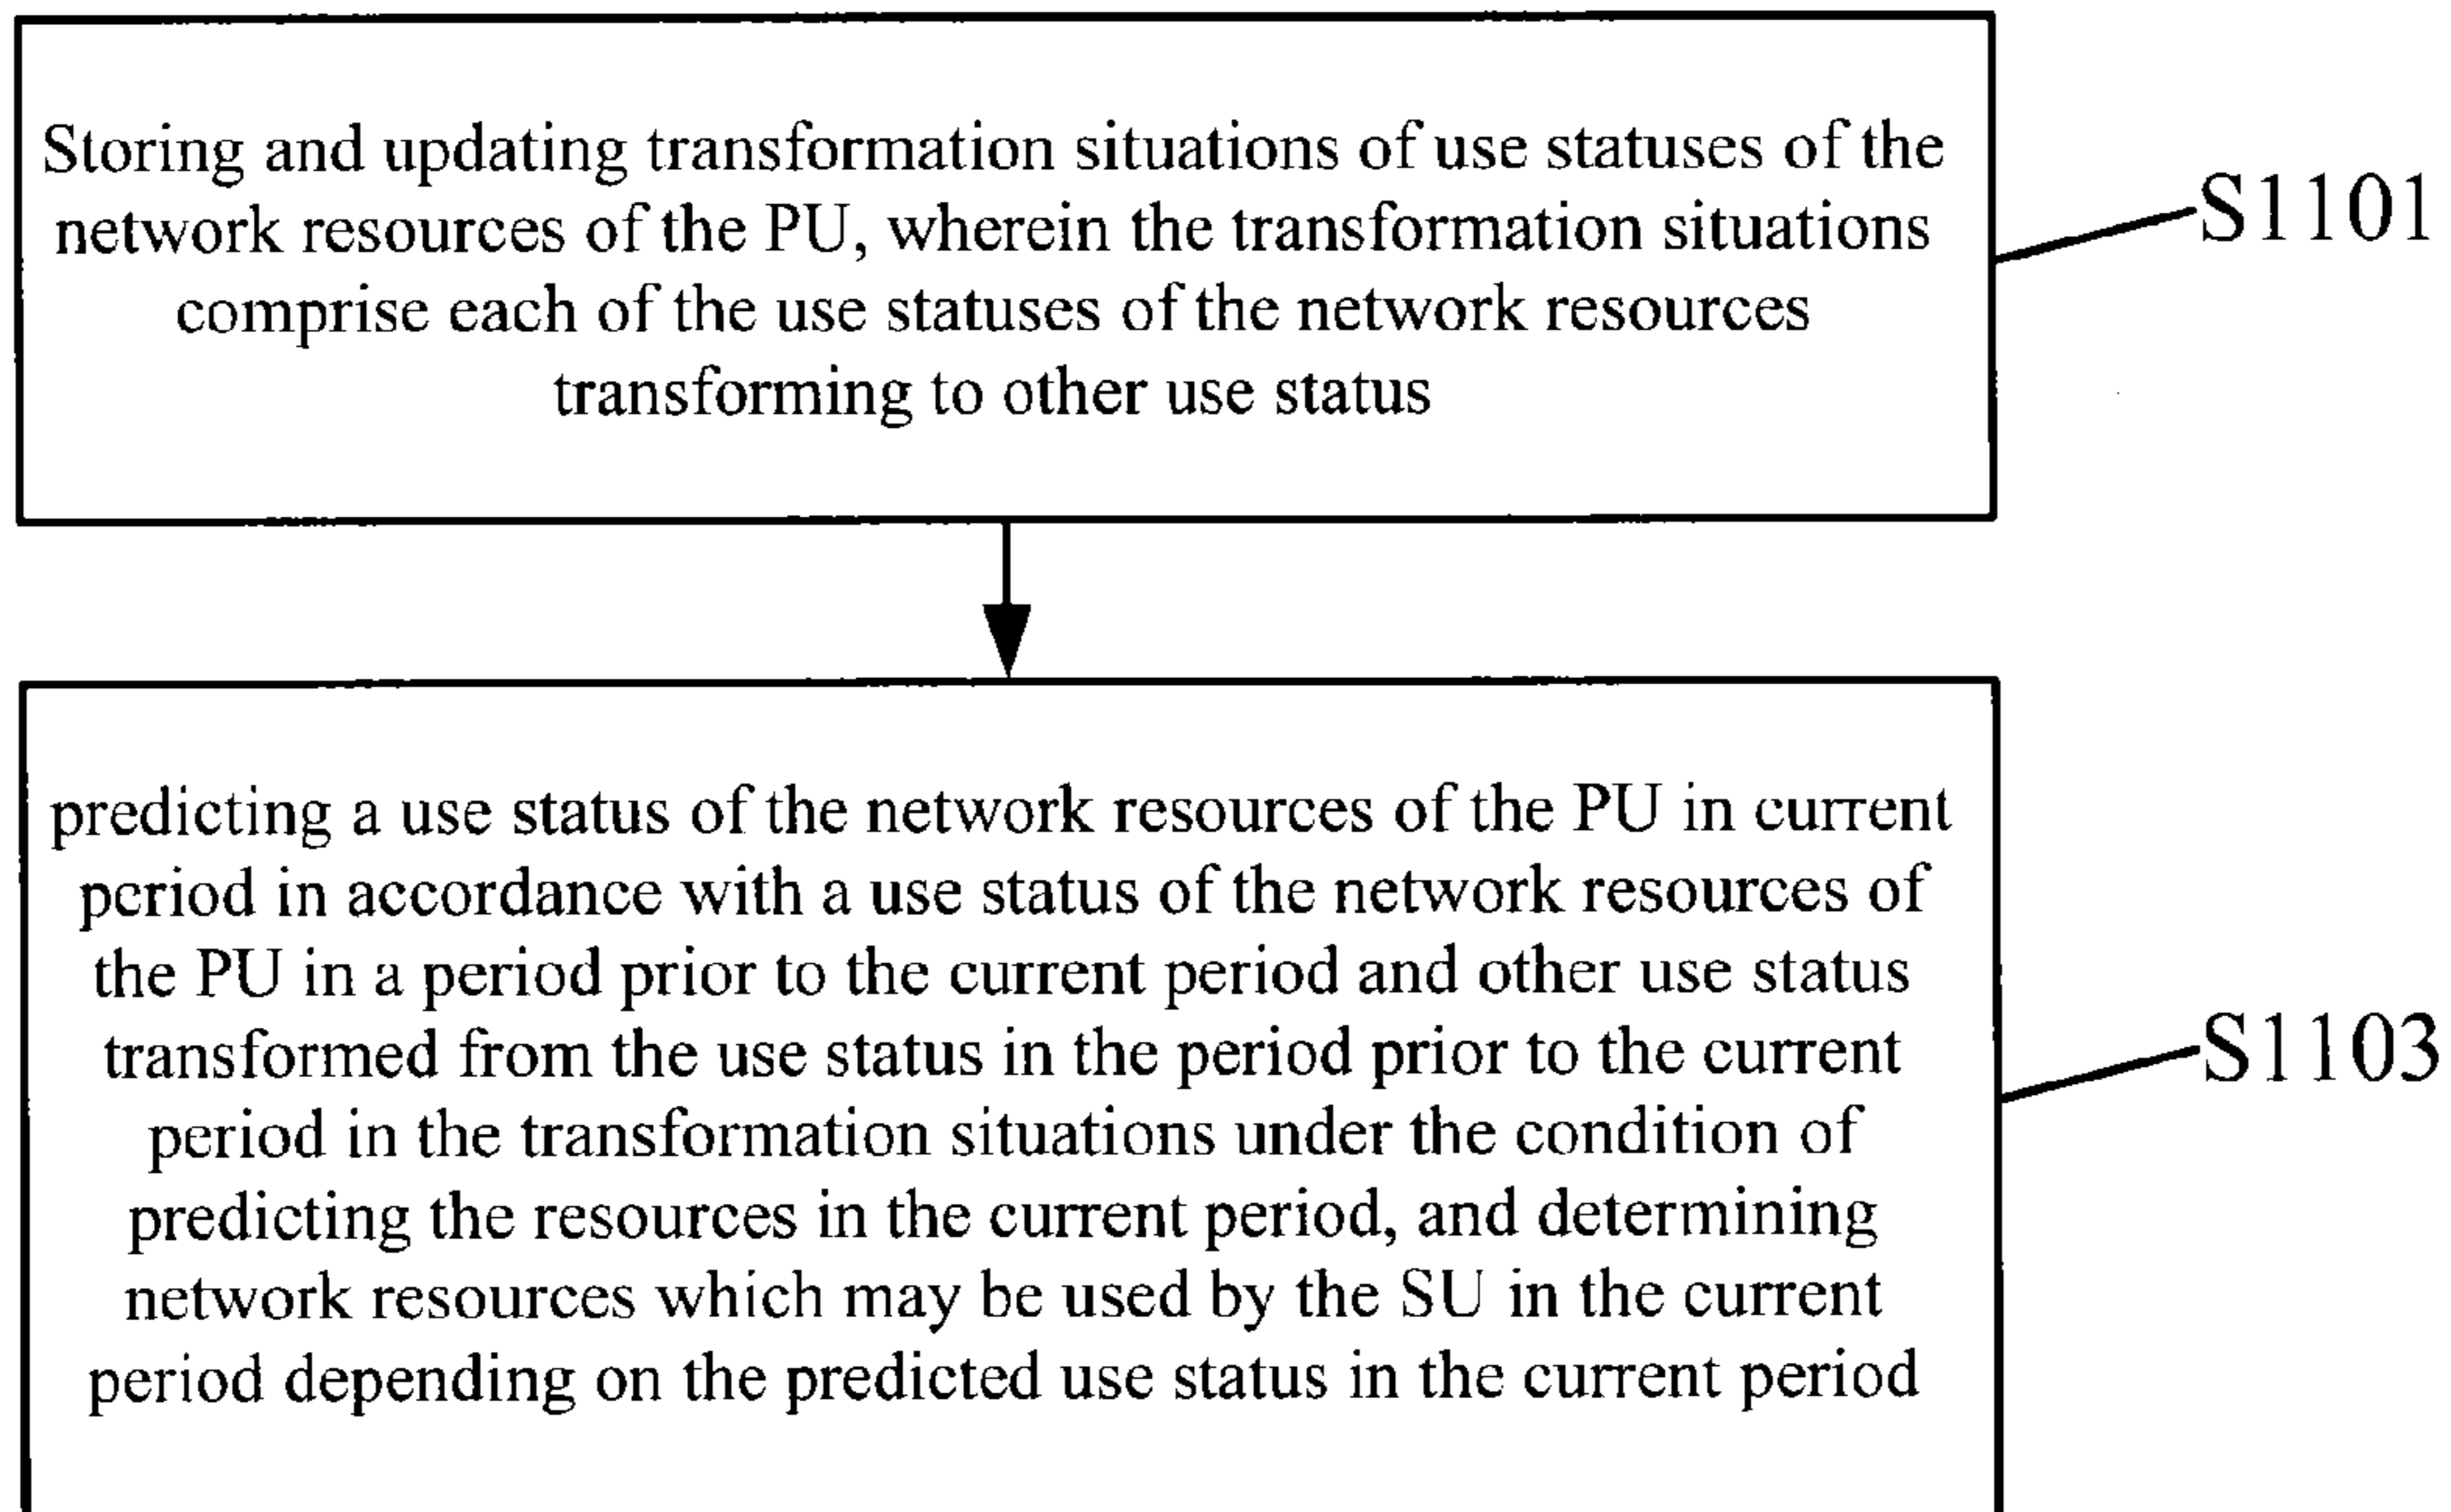 Storing and updating transformation situations of use statuses of the
network resources of the PU, wherein the transformation situations
comprise each of the use statuses of the network resources
transforming to other use status
S1101
predicting a use status of the network resources of the PU in current
period in accordance with a use status of the network resources of
the PU in a period prior to the current period and other use status
transformed from the use status in the period prior to the current
period in the transformation situations under the condition of
predicting the resources in the current period, and determining
network resources which may be used by the SU in the current
period depending on the predicted use status in the current period
S1103